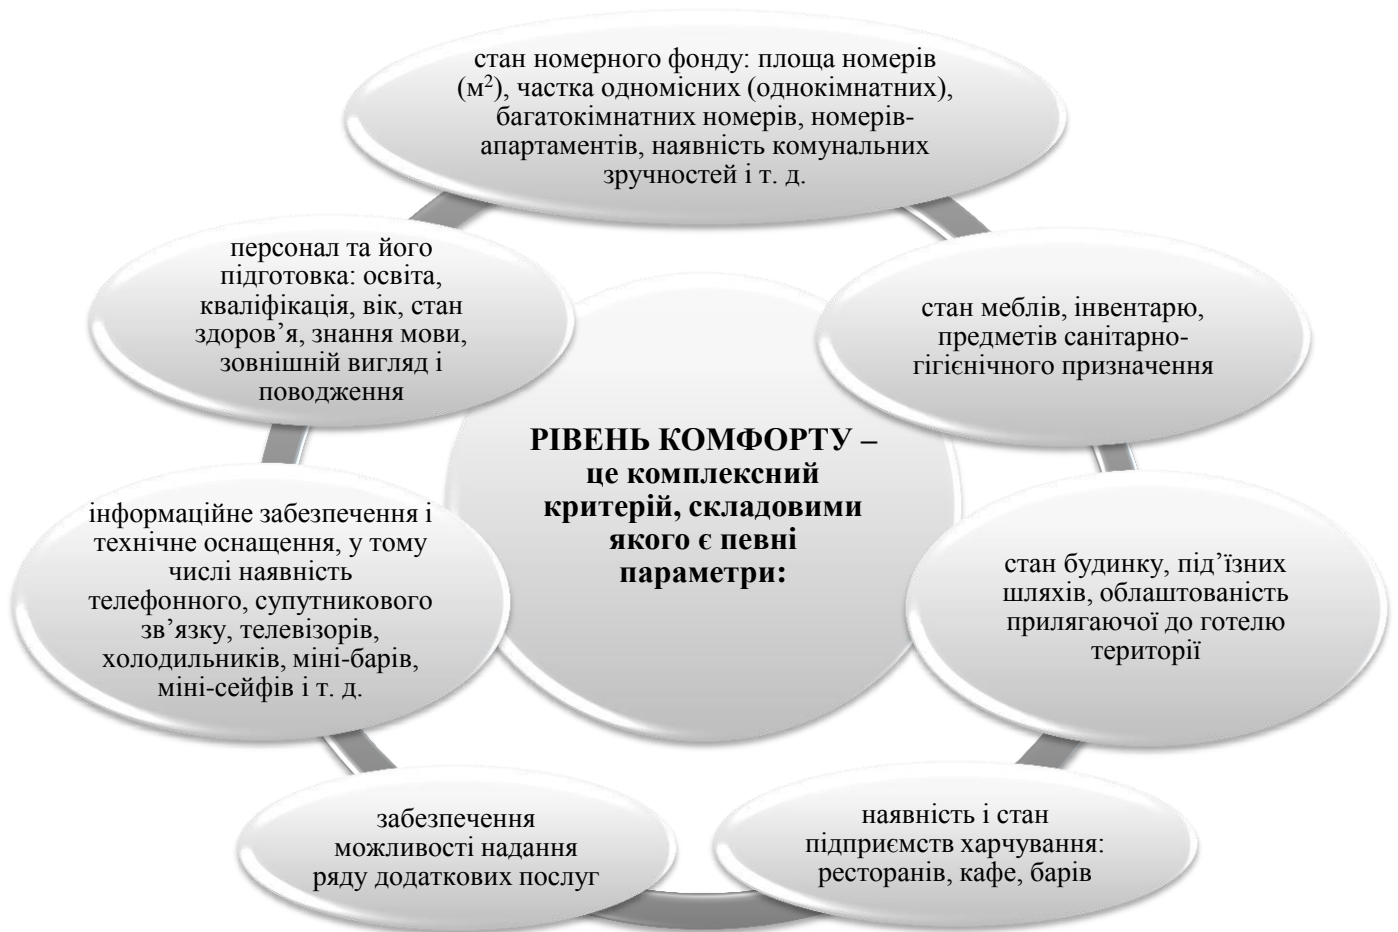 стан номерного фонду: площа номерів
(м²), частка одномісних (однокімнатних),
багатокімнатних номерів, номерів-
апартаментів, наявність комунальних
зручностей і т. д.
персонал та його
підготовка: освіта,
кваліфікація, вік, стан
здоров’я, знання мови,
зовнішній вигляд і
поводження
стан меблів, інвентарю,
предметів санітарно-
гігієнічного призначення
РІВЕНЬ КОМФОРТУ –
це комплексний
критерій, складовими
якого є певні
параметри:
інформаційне забезпечення і
технічне оснащення, у тому
числі наявність
телефонного, супутникового
зв’язку, телевізорів,
холодильників, міні-барів,
міні-сейфів і т. д.
стан будинку, під’їзних
шляхів, облаштованість
прилягаючої до готелю
території
забезпечення
можливості надання
ряду додаткових послуг
наявність і стан
підприємств харчування:
ресторанів, кафе, барів